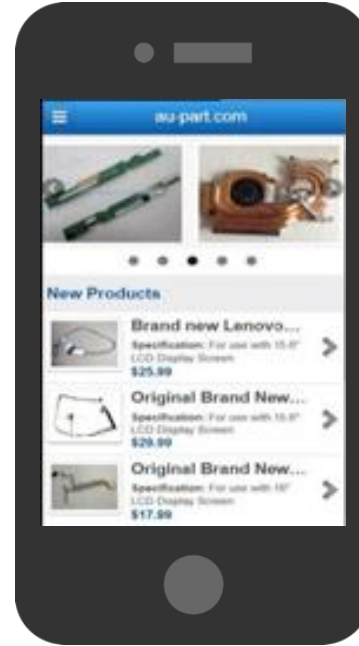 au-part.com
New Products
Brand new Lenovo...
Specification: For use with 15.6"
LCD Display Screen
$25.99
Original Brand New...
Specification: For use with 15.6"
LCD Display Screen
$29.99
Original Brand New...
Specification: For use with 16"
LCD Display Screen
$17.99